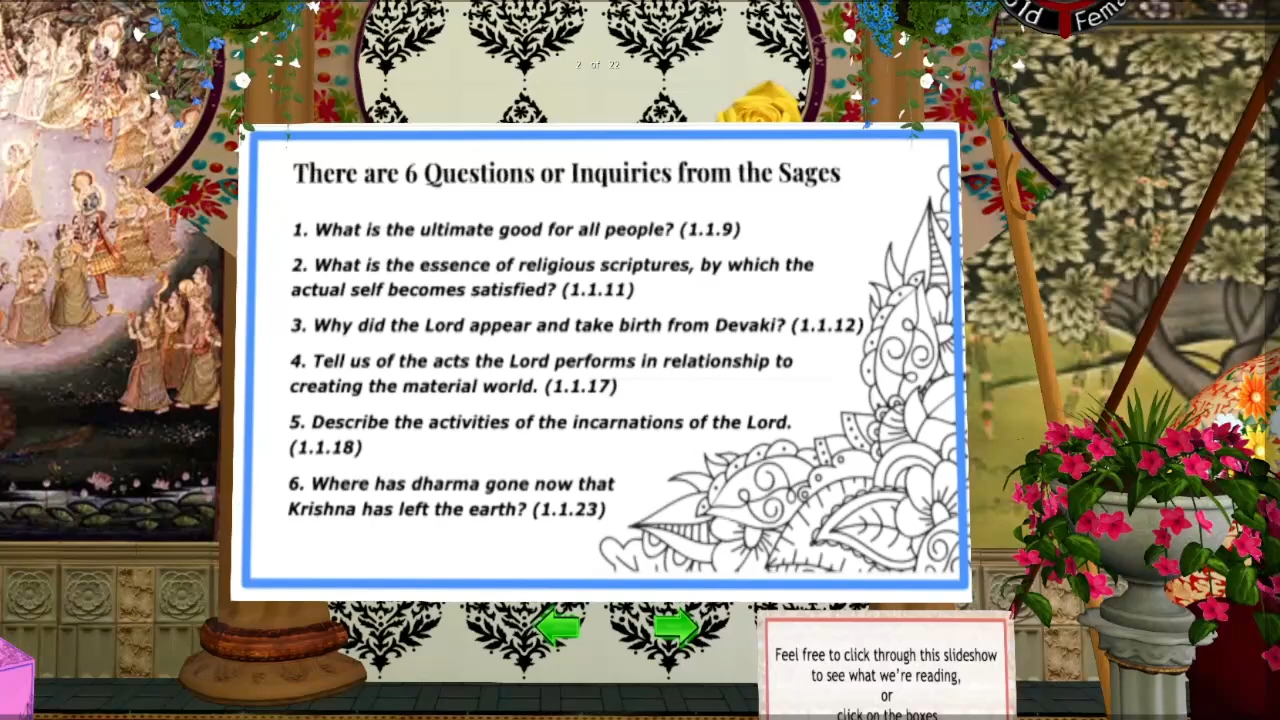 old Fema
2 of 22
There are 6 Questions or Inquiries from the Sages
1. What is the ultimate good for all people? (1.1.9)
2. What is the essence of religious scriptures, by which the
actual self becomes satisfied? (1.1.11)
3. Why did the Lord appear and take birth from Devaki? (1.1.12)
4. Tell us of the acts the Lord performs in relationship to
creating the material world. (1.1.17)
5. Describe the activities of the incarnations of the Lord.
(1.1.18)
6. Where has dharma gone now that
Krishna has left the earth? (1.1.23)
Feel free to click through this slideshow
to see what we're reading,
or
click on the boxes